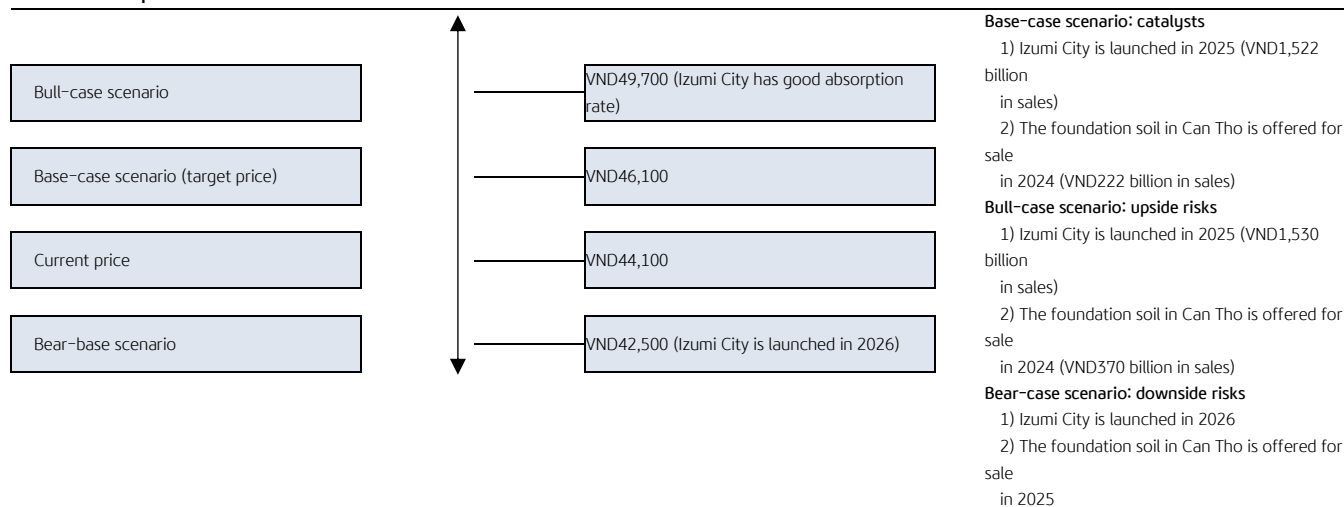 Bull-case scenario
VND49,700 (Izumi City has good absorption
rate)
Base-case scenario (target price)
VND46,100
Current price
VND44,100
Bear-base scenario
VND42,500 (Izumi City is launched in 2026)
Base-case scenario: catalysts
1) Izumi City is launched in 2025 (VND1,522
billion
in sales)
2) The foundation soil in Can Tho is offered for
sale
in 2024 (VND222 billion in sales)
Bull-case scenario: upside risks
1) Izumi City is launched in 2025 (VND1,530
billion
in sales)
2) The foundation soil in Can Tho is offered for
sale
in 2024 (VND370 billion in sales)
Bear-case scenario: downside risks
1) Izumi City is launched in 2026
2) The foundation soil in Can Tho is offered for
sale
in 2025